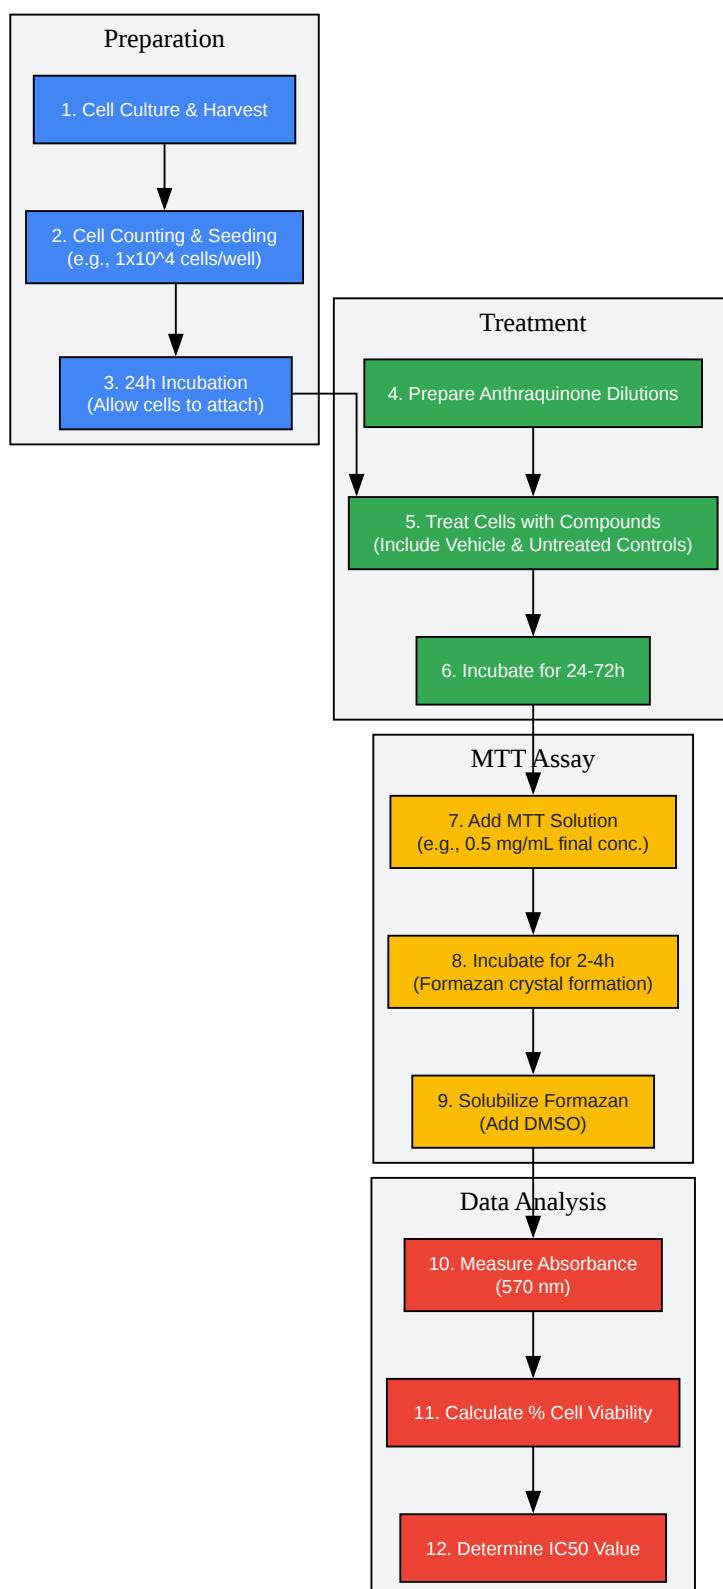 Preparation
1. Cell Culture & Harvest
2. Cell Counting & Seeding
(e.g., 1x10^4 cells/well)
3. 24h Incubation
(Allow cells to attach)
Treatment
4. Prepare Anthraquinone Dilutions
5. Treat Cells with Compounds
(Include Vehicle & Untreated Controls)
6. Incubate for 24-72h
MTT Assay
7. Add MTT Solution
(e.g., 0.5 mg/mL final conc.)
8. Incubate for 2-4h
(Formazan crystal formation)
9. Solubilize Formazan
(Add DMSO)
Data Analysis
10. Measure Absorbance
(570 nm)
11. Calculate % Cell Viability
12. Determine IC50 Value